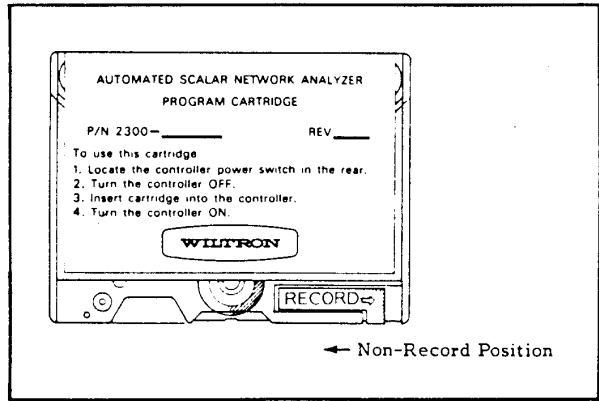 AUTOMATED SCALAR NETWORK ANALYZER
PROGRAM CARTRIDGE
P/N 2300-______ REV____
To use this cartridge
1. Locate the controller power switch in the rear.
2. Turn the controller OFF.
3. Insert cartridge into the controller.
4. Turn the controller ON.
WILTRON
RECORD⇨
← Non-Record Position